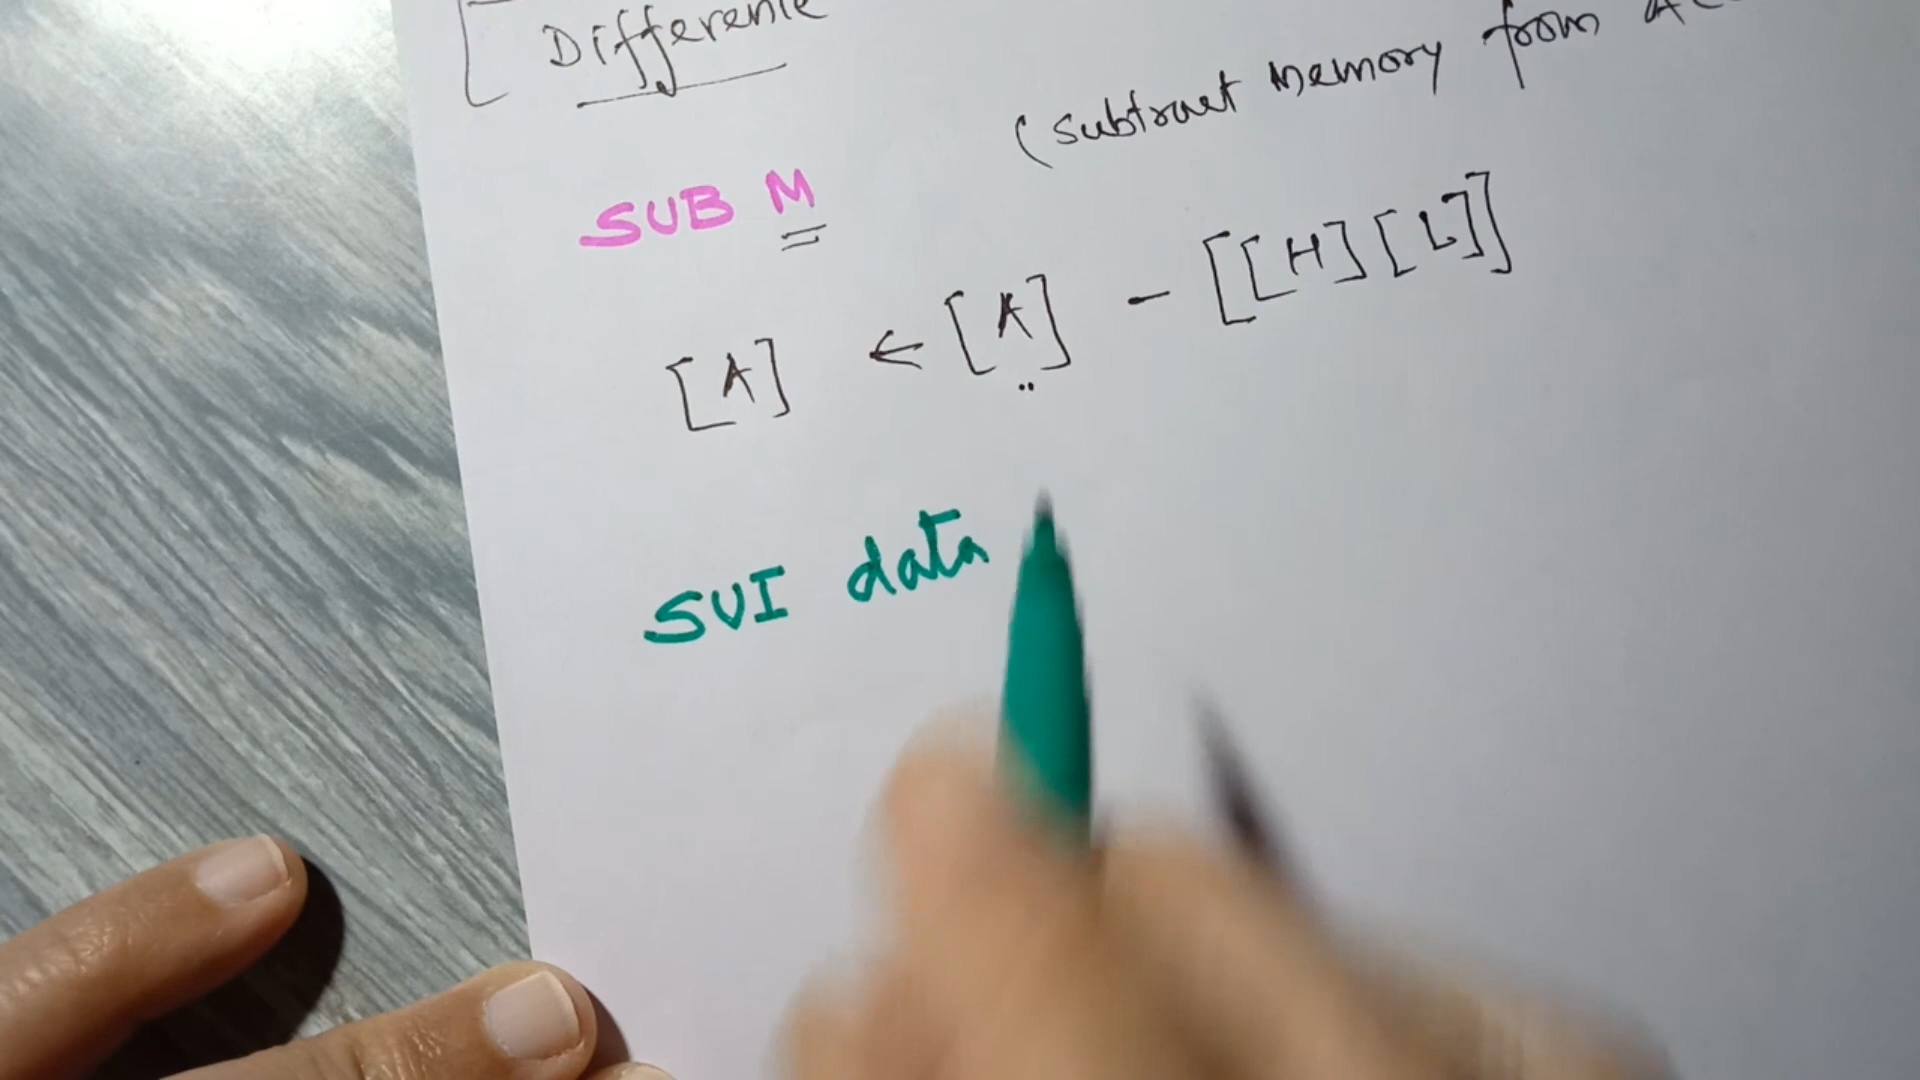 Difference
(Subtract Memory from
SUB M
[A] ← [A] - [[H][L]]
SUI data